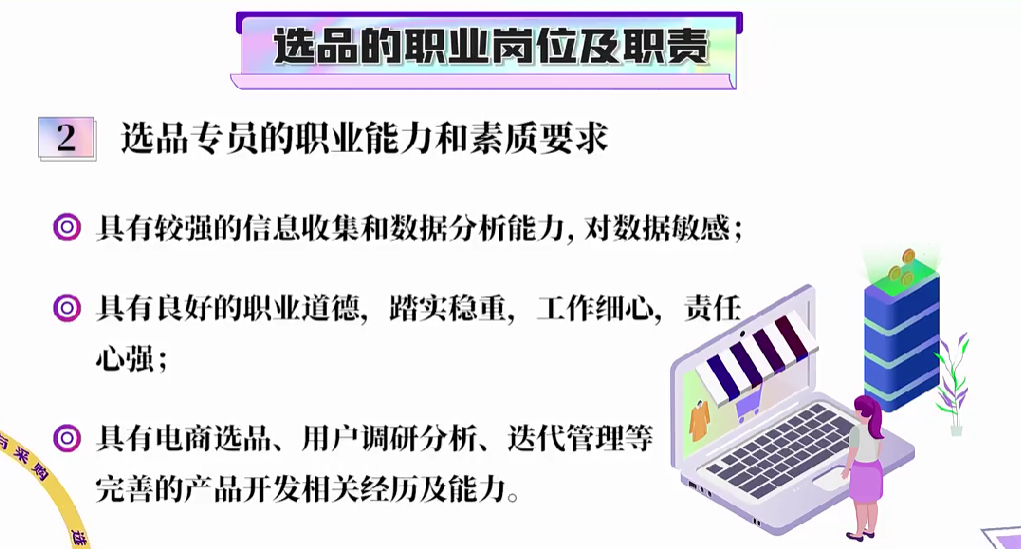 选品的职业岗位及职责
2 选品专员的职业能力和素质要求
具有较强的信息收集和数据分析能力，对数据敏感；
具有良好的职业道德，踏实稳重，工作细心，责任
心强；
具有电商选品、用户调研分析、迭代管理等
完善的产品开发相关经历及能力。
采购
选